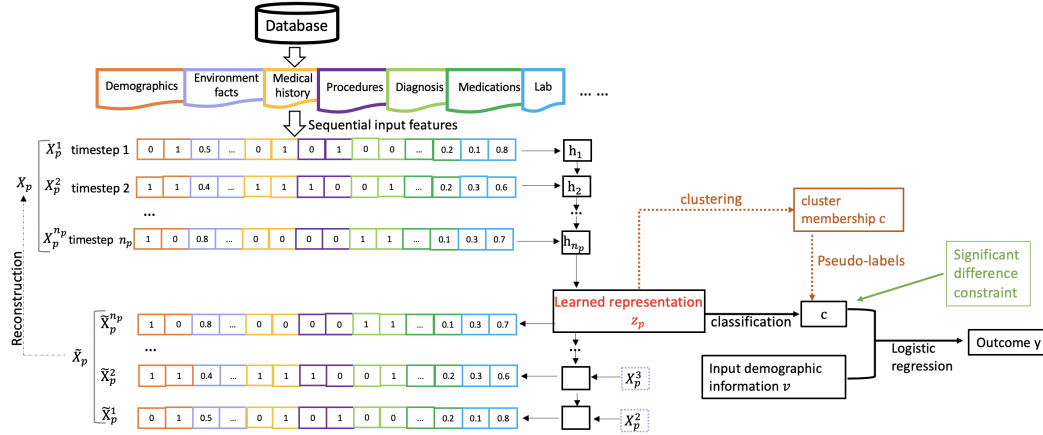 Database
Demographics Environment facts Medical history Procedures Diagnosis Medications Lab ... ...
Sequential input features
X_p^1 timestep 1 0 1 0.5 ... 0 1 0 1 0 0 ... 0.2 0.1 0.8 h_1
X_p^2 timestep 2 1 1 0.4 ... 1 1 1 0 0 1 ... 0.2 0.3 0.6 h_2
X_p
... ...
X_p^{n_p} timestep n_p 1 0 0.8 ... 0 0 0 0 1 1 ... 0.1 0.3 0.7 h_{n_p}
clustering
cluster
membership c
Pseudo-labels
Significant
difference
constraint
Reconstruction
Learned representation
z_p
classification
c
X̃_p^{n_p} 1 0 0.8 ... 0 0 0 0 1 1 ... 0.1 0.3 0.7
X̃_p
... ...
X̃_p^2 1 1 0.4 ... 1 1 1 0 0 1 ... 0.2 0.3 0.6 X_p^3
X̃_p^1 0 1 0.5 ... 0 1 0 1 0 0 ... 0.2 0.1 0.8 X_p^2
Input demographic
information v
Logistic
regression
Outcome y